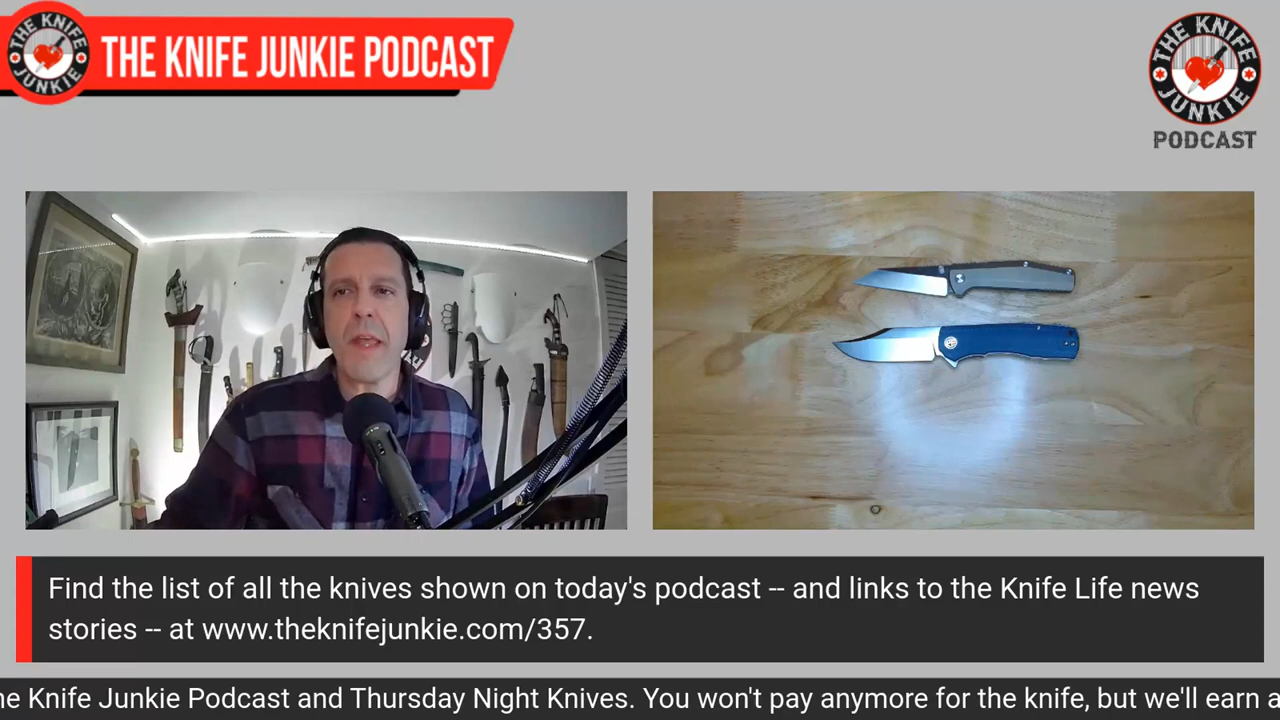 THE KNIFE JUNKIE
THE KNIFE JUNKIE PODCAST
THE KNIFE JUNKIE
PODCAST
Find the list of all the knives shown on today's podcast -- and links to the Knife Life news
stories -- at www.theknifejunkie.com/357.
Knife Junkie Podcast and Thursday Night Knives. You won't pay anymore for the knife, but we'll earn